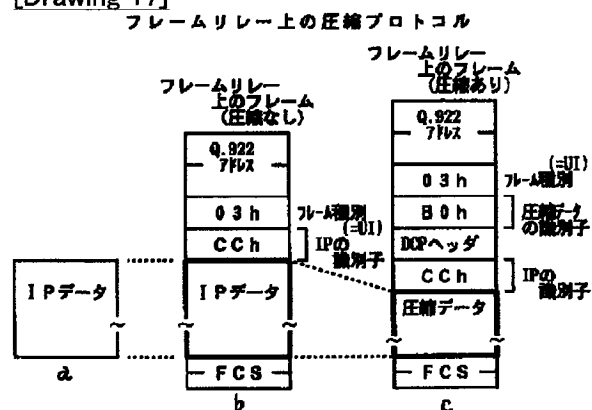 [Drawing 17]
フレームリレー上の圧縮プロトコル
フレームリレー
上のフレーム
(圧縮なし)
フレームリレー
上のフレーム
(圧縮あり)
Q.922
アドレス
03h
フレーム種別
(=UI)
CCh
IPの
識別子
IPデータ
FCS
b
IPデータ
a
Q.922
アドレス
03h
(=UI)
フレーム種別
B0h
圧縮データ
の識別子
DCPヘッダ
CCh
IPの
識別子
圧縮データ
FCS
c